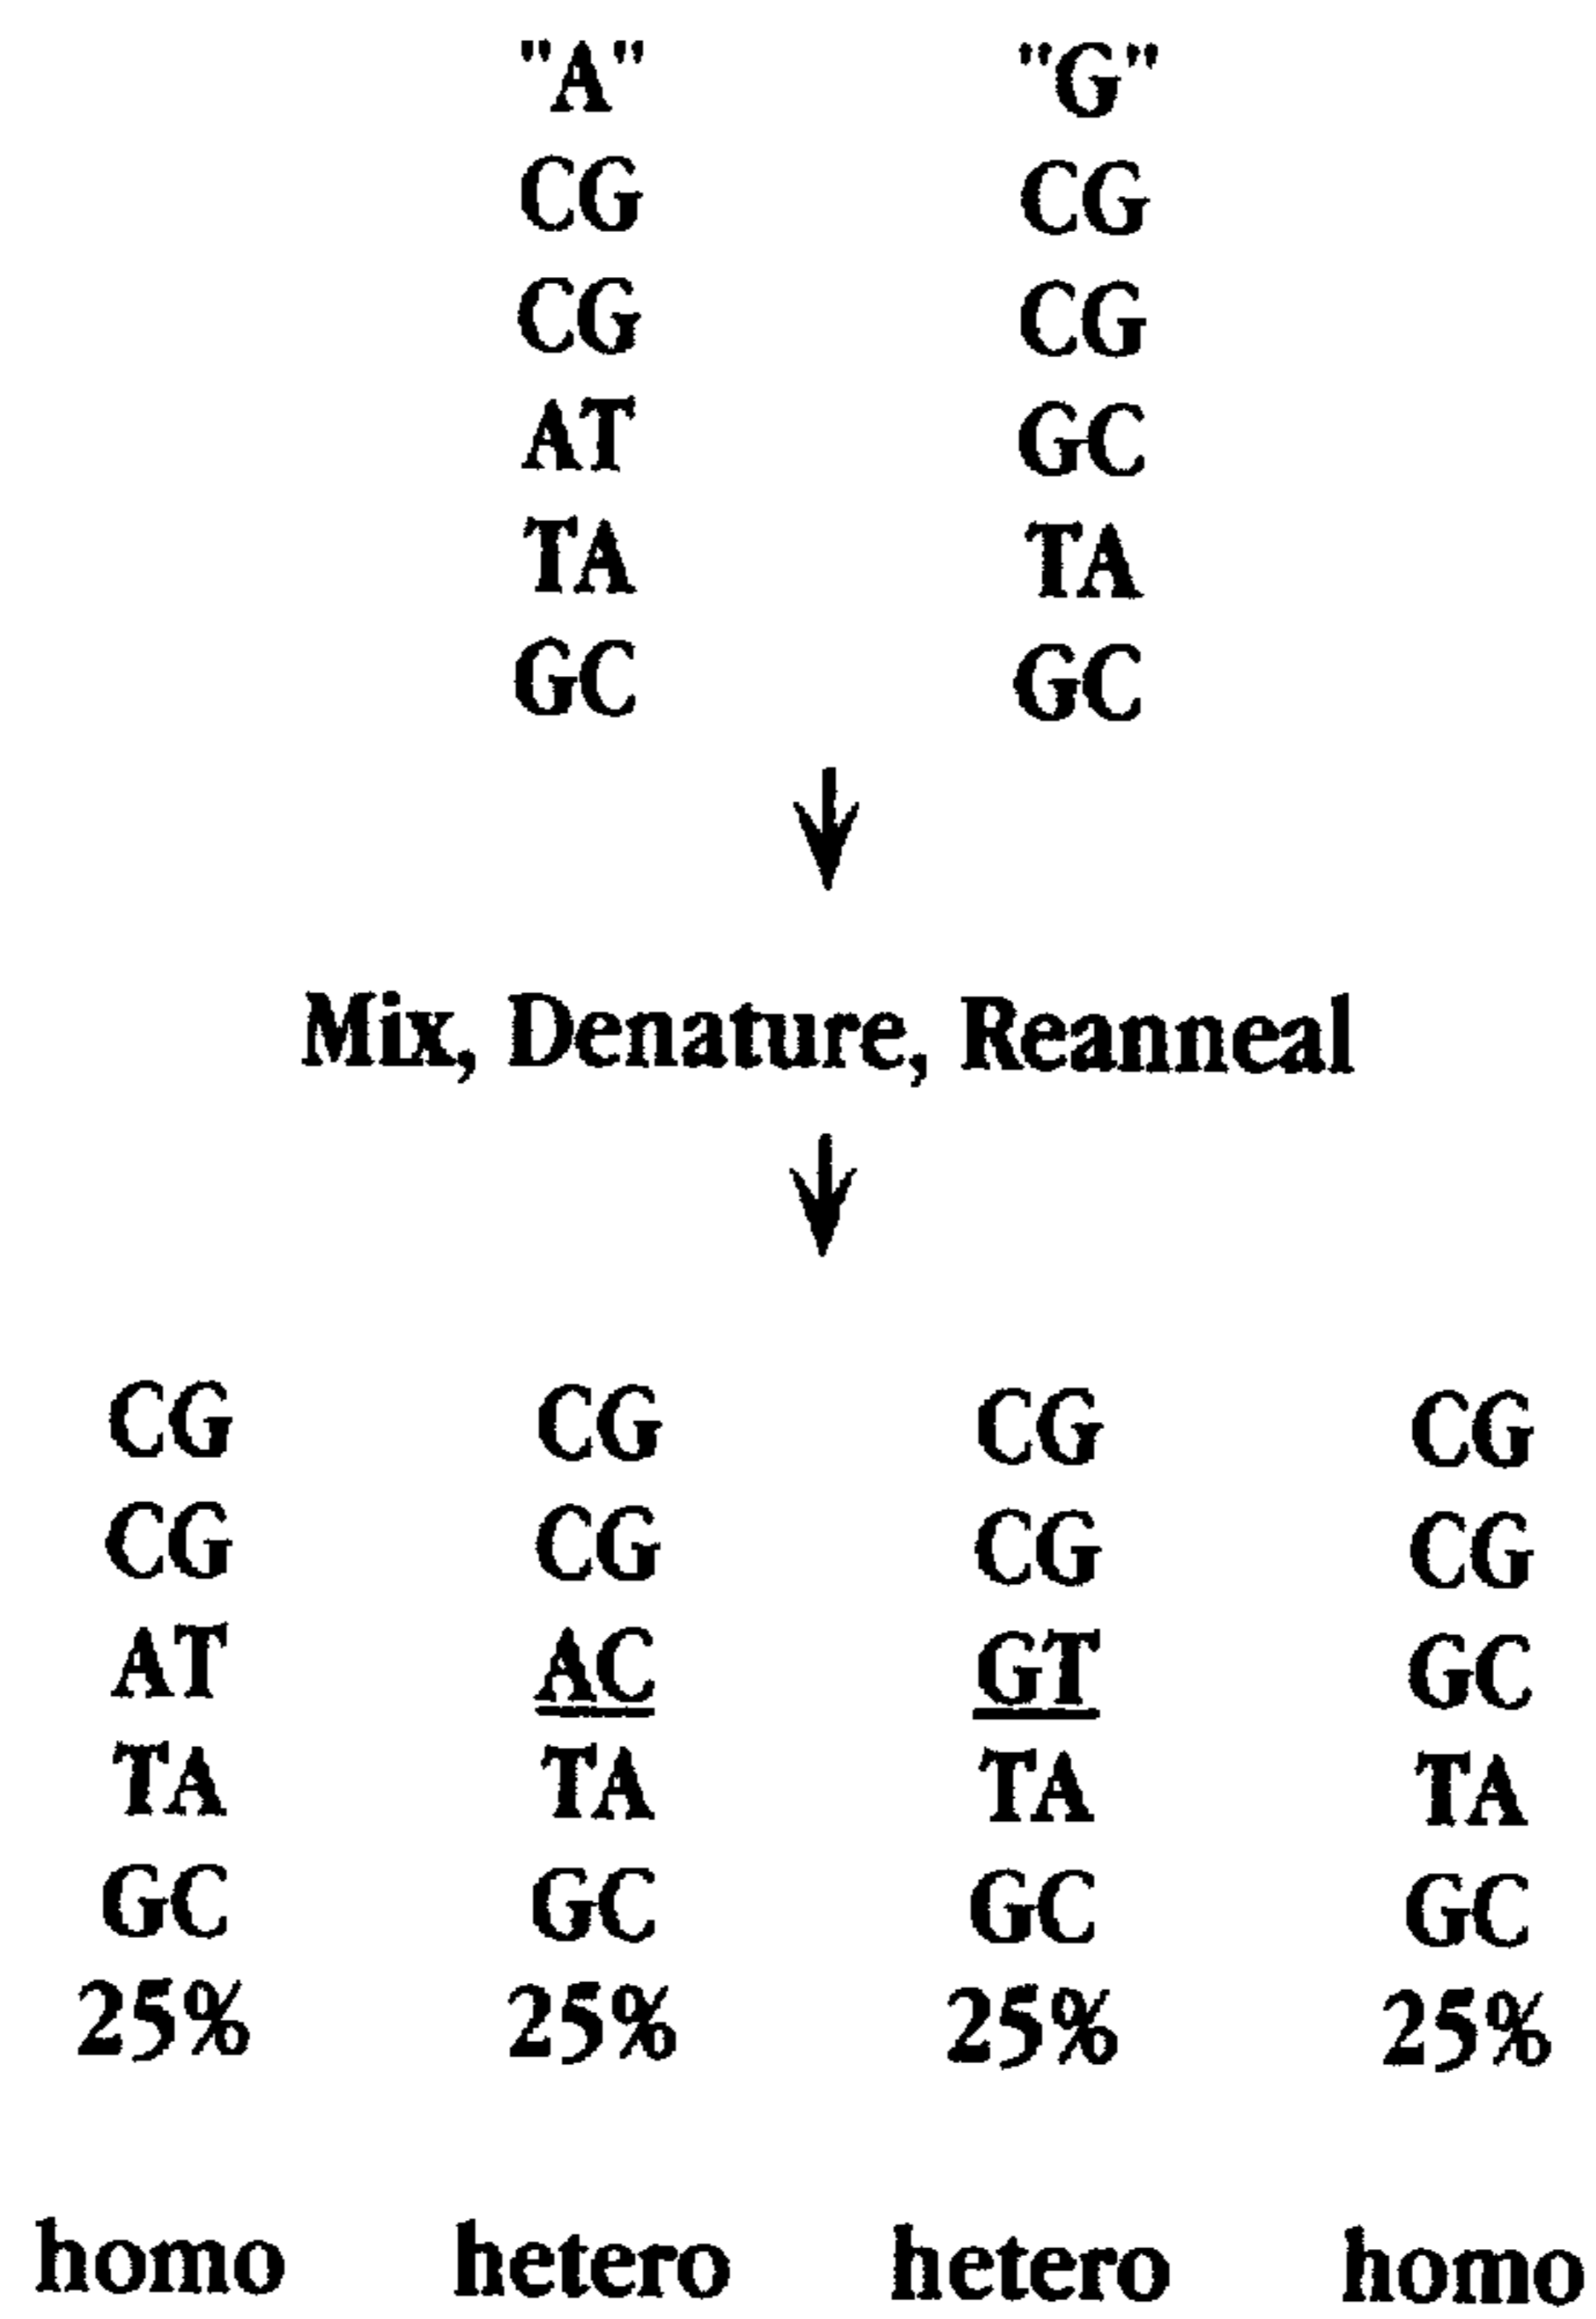 "A" "G"
CG CG
CG CG
AT GC
TA TA
GC GC
Mix, Denature, Reanneal
CG CG CG CG
CG CG CG CG
AT AC GT GC
TA TA TA TA
GC GC GC GC
25% 25% 25% 25%
homo hetero hetero homo